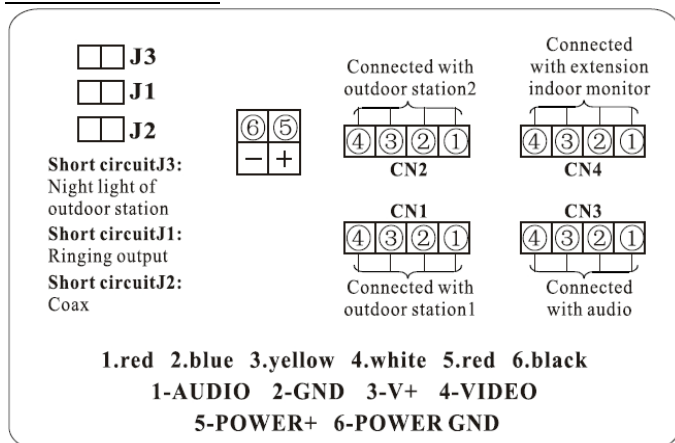 J3
J1
J2
Short circuitJ3:
Night light of
outdoor station
Short circuitJ1:
Ringing output
Short circuitJ2:
Coax
⑥ ⑤
− +
Connected with
outdoor station2
④ ③ ② ①
CN2
Connected
with extension
indoor monitor
④ ③ ② ①
CN4
CN1
④ ③ ② ①
Connected with
outdoor station1
CN3
④ ③ ② ①
Connected
with audio
1.red 2.blue 3.yellow 4.white 5.red 6.black
1-AUDIO 2-GND 3-V+ 4-VIDEO
5-POWER+ 6-POWER GND